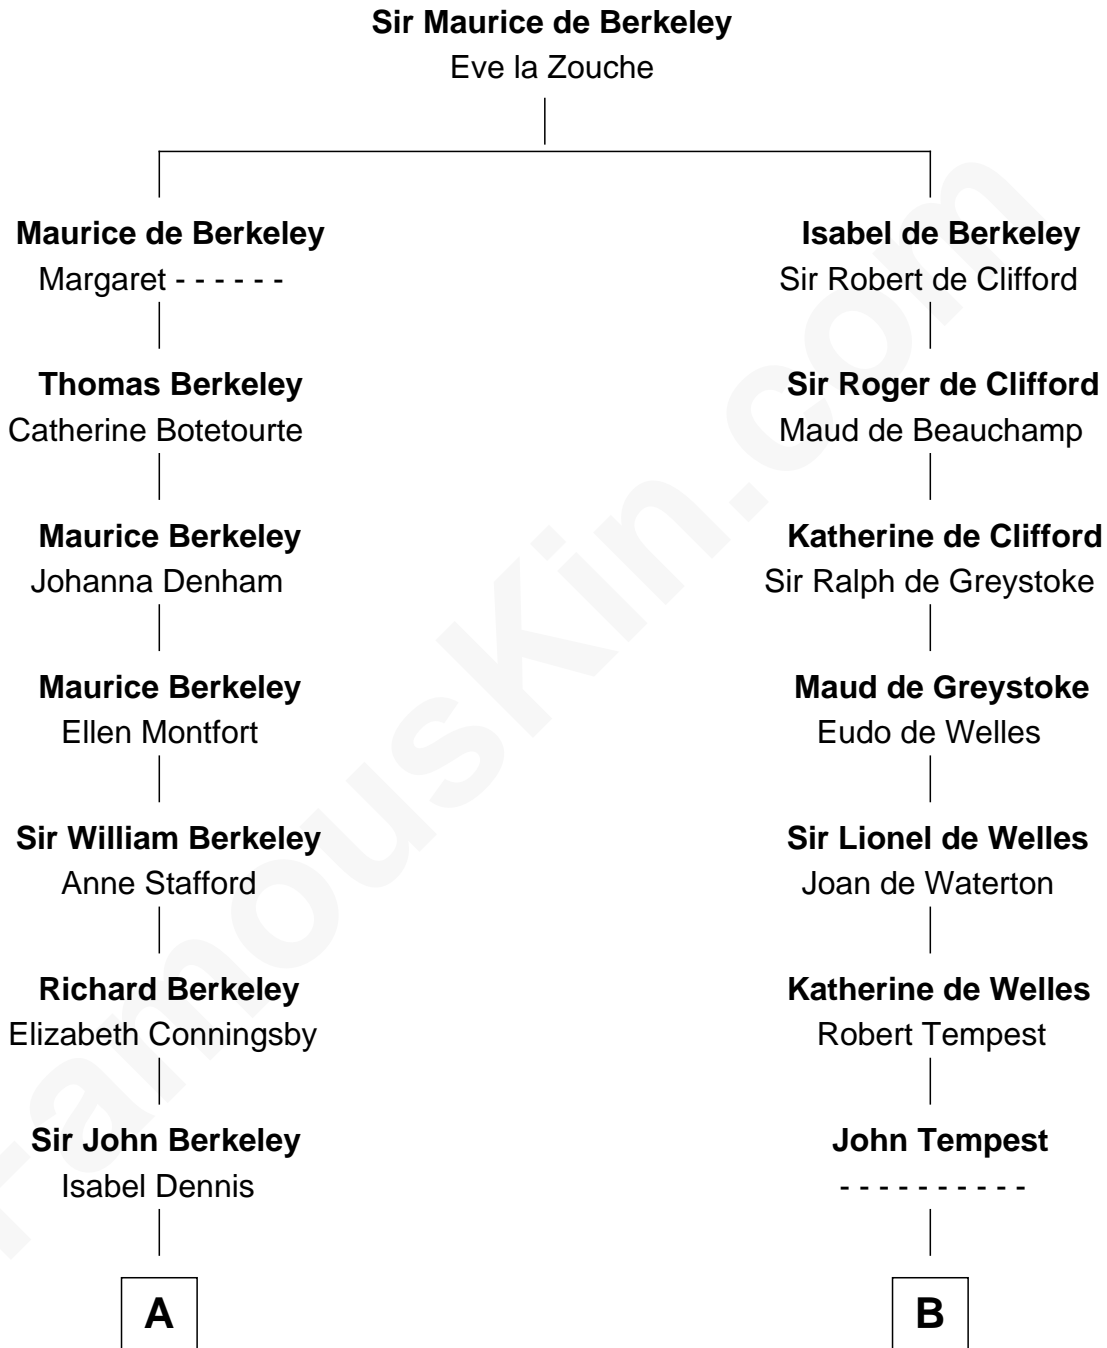 Sir Maurice de Berkeley
Eve la Zouche
Maurice de Berkeley
Margaret - - - - - -
Isabel de Berkeley
Sir Robert de Clifford
Thomas Berkeley
Catherine Botetourte
Sir Roger de Clifford
Maud de Beauchamp
Maurice Berkeley
Johanna Denham
Katherine de Clifford
Sir Ralph de Greystoke
Maurice Berkeley
Ellen Montfort
Maud de Greystoke
Eudo de Welles
Sir William Berkeley
Anne Stafford
Sir Lionel de Welles
Joan de Waterton
Richard Berkeley
Elizabeth Conningsby
Katherine de Welles
Robert Tempest
Sir John Berkeley
Isabel Dennis
John Tempest
- - - - - - - - - -
A
B
FamousKin.com